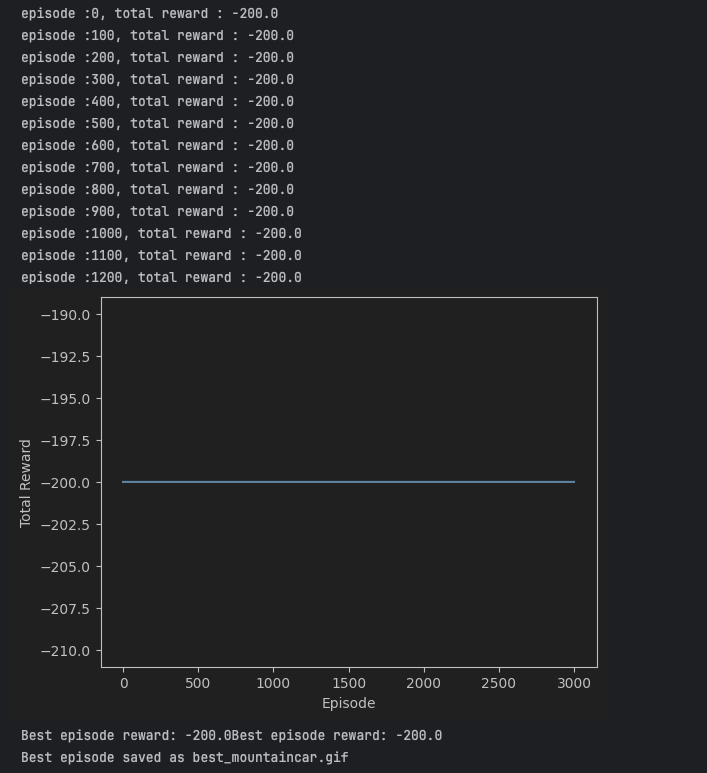 episode :0, total reward : -200.0
episode :100, total reward : -200.0
episode :200, total reward : -200.0
episode :300, total reward : -200.0
episode :400, total reward : -200.0
episode :500, total reward : -200.0
episode :600, total reward : -200.0
episode :700, total reward : -200.0
episode :800, total reward : -200.0
episode :900, total reward : -200.0
episode :1000, total reward : -200.0
episode :1100, total reward : -200.0
episode :1200, total reward : -200.0
−190.0
−192.5
−195.0
−197.5
−200.0
−202.5
−205.0
−207.5
−210.0
Total Reward
0 500 1000 1500 2000 2500 3000
Episode
Best episode reward: -200.0Best episode reward: -200.0
Best episode saved as best_mountaincar.gif